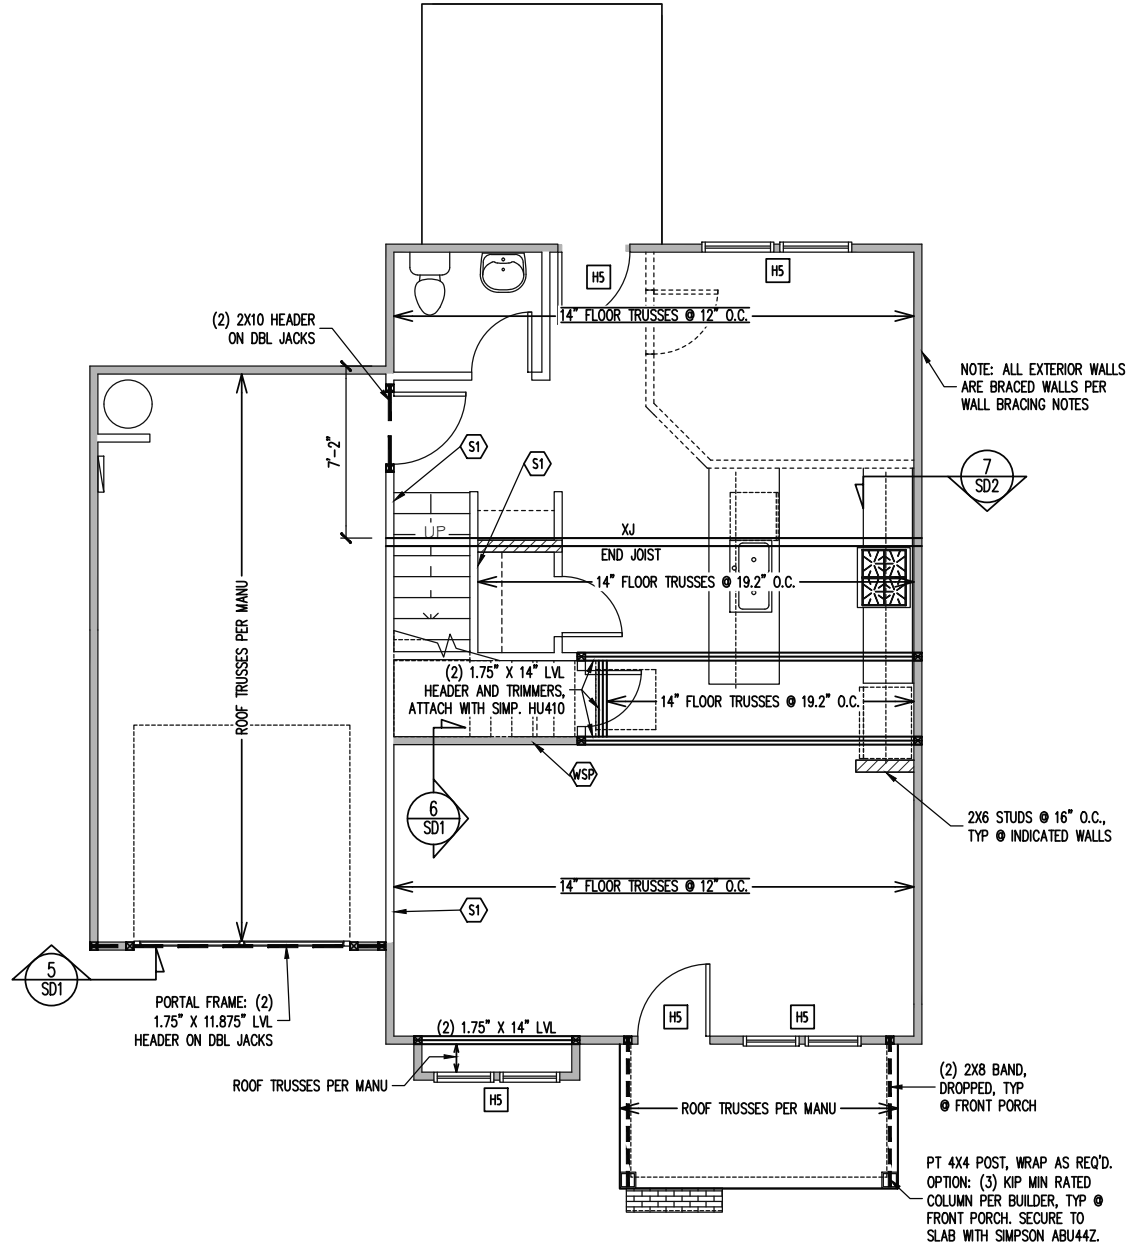 H5
H5
14" FLOOR TRUSSES @ 12" O.C.
(2) 2X10 HEADER
ON DBL JACKS
NOTE: ALL EXTERIOR WALLS
ARE BRACED WALLS PER
WALL BRACING NOTES
7'-2"
S1
S1
7
SD2
UP
XJ
END JOIST
14" FLOOR TRUSSES @ 19.2" O.C.
ROOF TRUSSES PER MANU
(2) 1.75" X 14" LVL
HEADER AND TRIMMERS,
ATTACH WITH SIMP. HU410
14" FLOOR TRUSSES @ 19.2" O.C.
WSP
6
SD1
2X6 STUDS @ 16" O.C.,
TYP @ INDICATED WALLS
14" FLOOR TRUSSES @ 12" O.C.
S1
5
SD1
PORTAL FRAME: (2)
1.75" X 11.875" LVL
HEADER ON DBL JACKS
H5
H5
(2) 1.75" X 14" LVL
ROOF TRUSSES PER MANU
H5
(2) 2X8 BAND,
DROPPED, TYP
@ FRONT PORCH
ROOF TRUSSES PER MANU
PT 4X4 POST, WRAP AS REQ'D.
OPTION: (3) KIP MIN RATED
COLUMN PER BUILDER, TYP @
FRONT PORCH. SECURE TO
SLAB WITH SIMPSON ABU44Z.